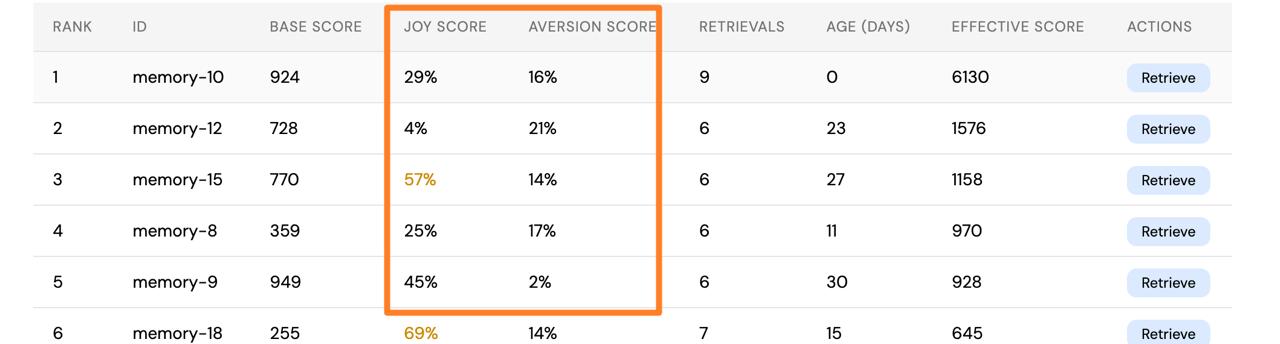 RANK ID BASE SCORE JOY SCORE AVERSION SCORE RETRIEVALS AGE (DAYS) EFFECTIVE SCORE ACTIONS
1 memory-10 924 29% 16% 9 0 6130 Retrieve
2 memory-12 728 4% 21% 6 23 1576 Retrieve
3 memory-15 770 57% 14% 6 27 1158 Retrieve
4 memory-8 359 25% 17% 6 11 970 Retrieve
5 memory-9 949 45% 2% 6 30 928 Retrieve
6 memory-18 255 69% 14% 7 15 645 Retrieve